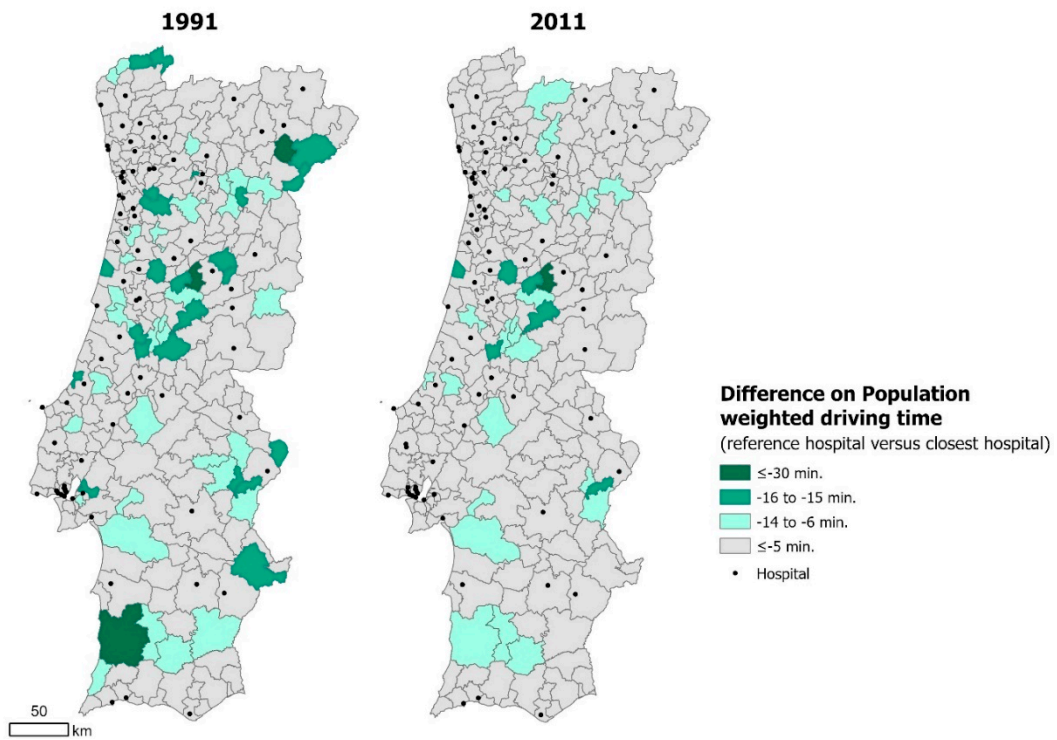 1991
2011
Difference on Population
weighted driving time
(reference hospital versus closest hospital)
≤-30 min.
-16 to -15 min.
-14 to -6 min.
≤-5 min.
Hospital
50
km